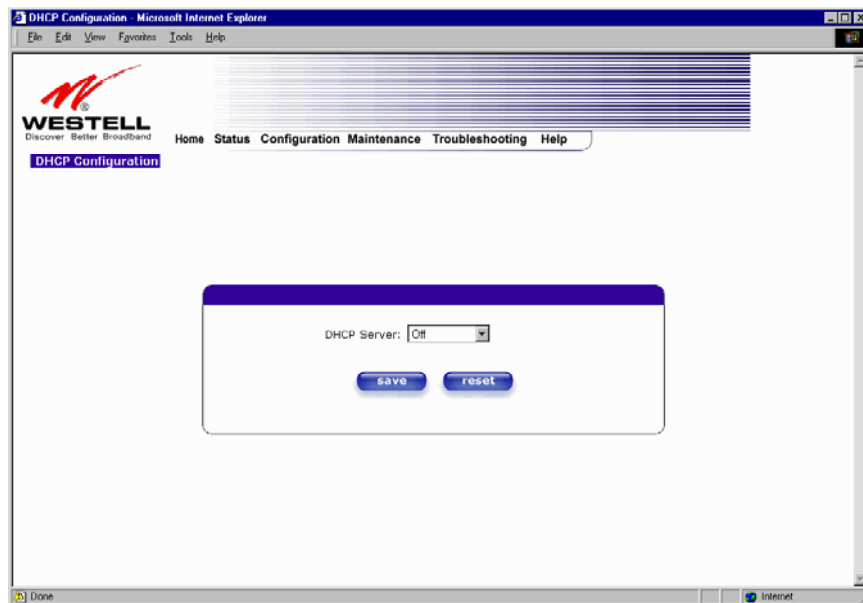 DHCP Configuration - Microsoft Internet Explorer
File Edit View Favorites Tools Help
WESTELL
®
Discover Better Broadband
Home Status Configuration Maintenance Troubleshooting Help
DHCP Configuration
DHCP Server: Off
save reset
Done Internet